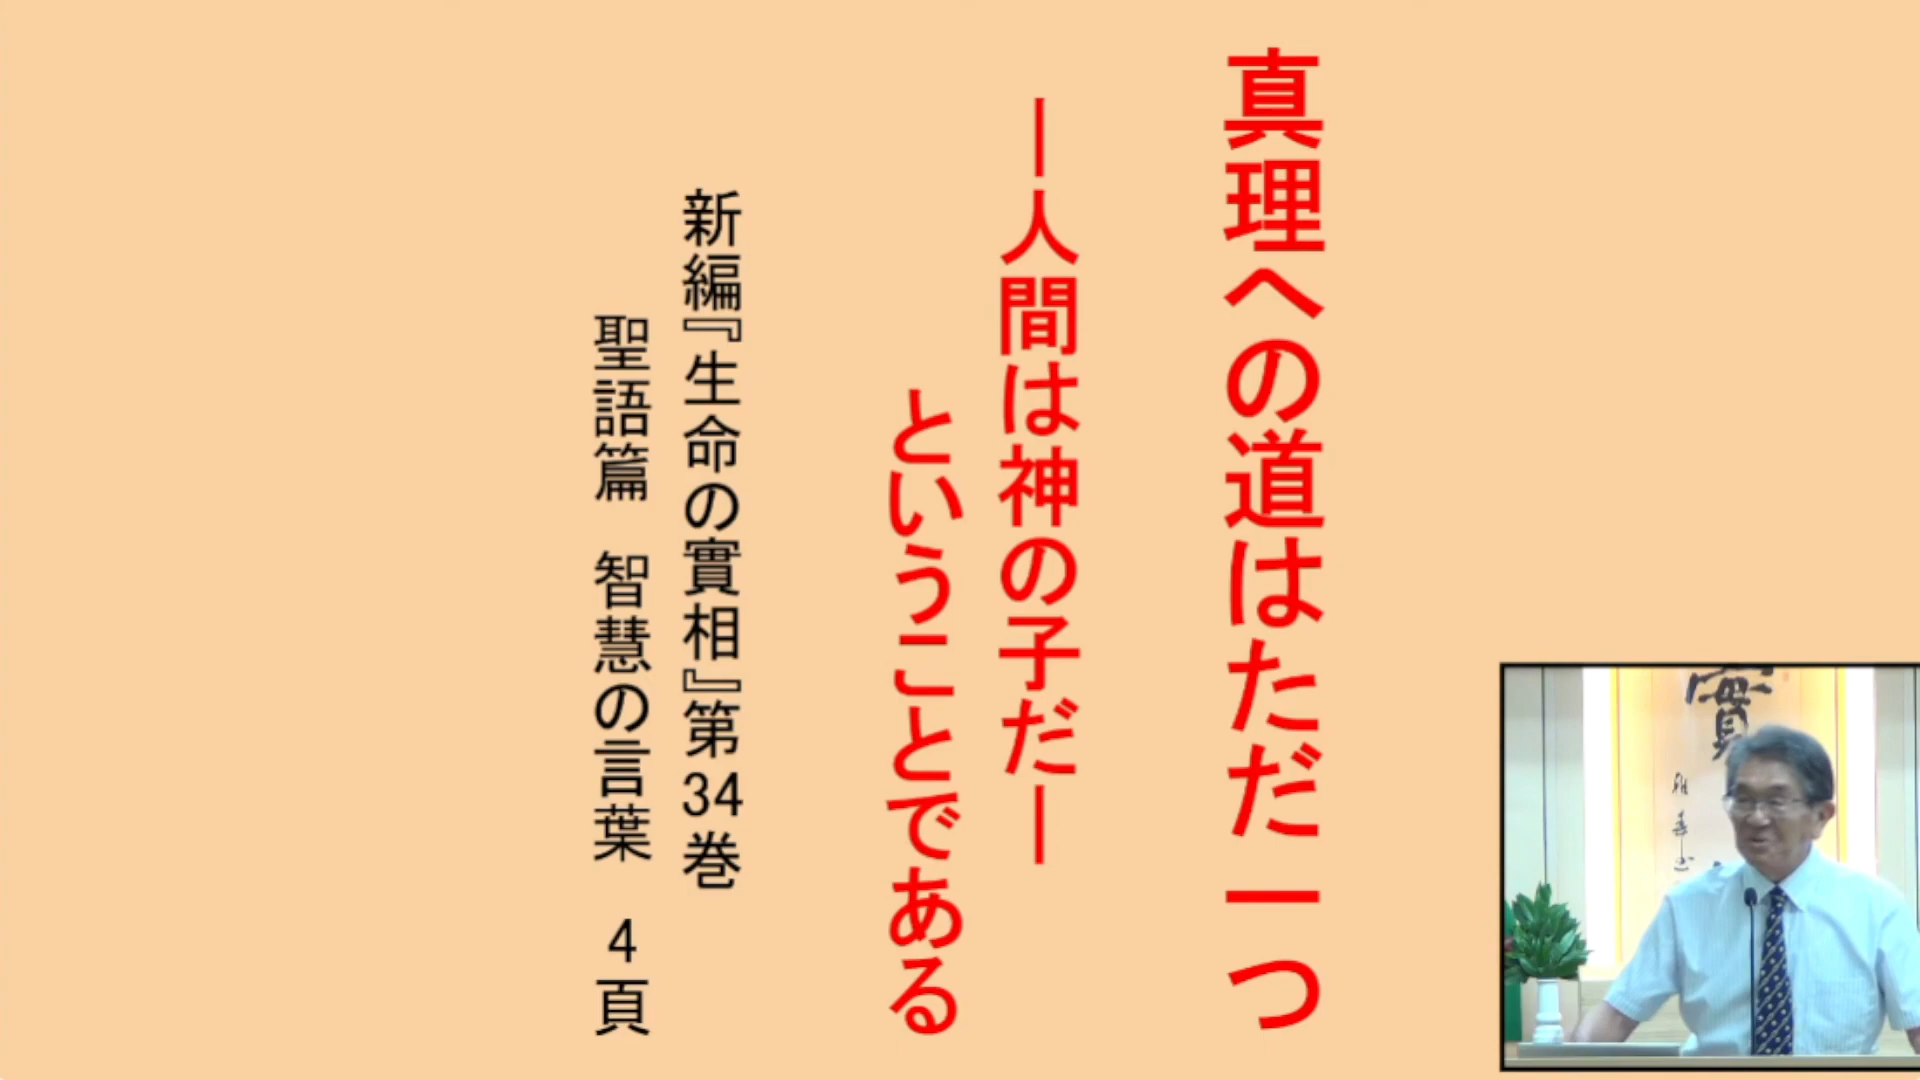 真理への道はただ一つ
―人間は神の子だ―
ということである
新編『生命の實相』第34巻
聖語篇 智慧の言葉 4頁
實